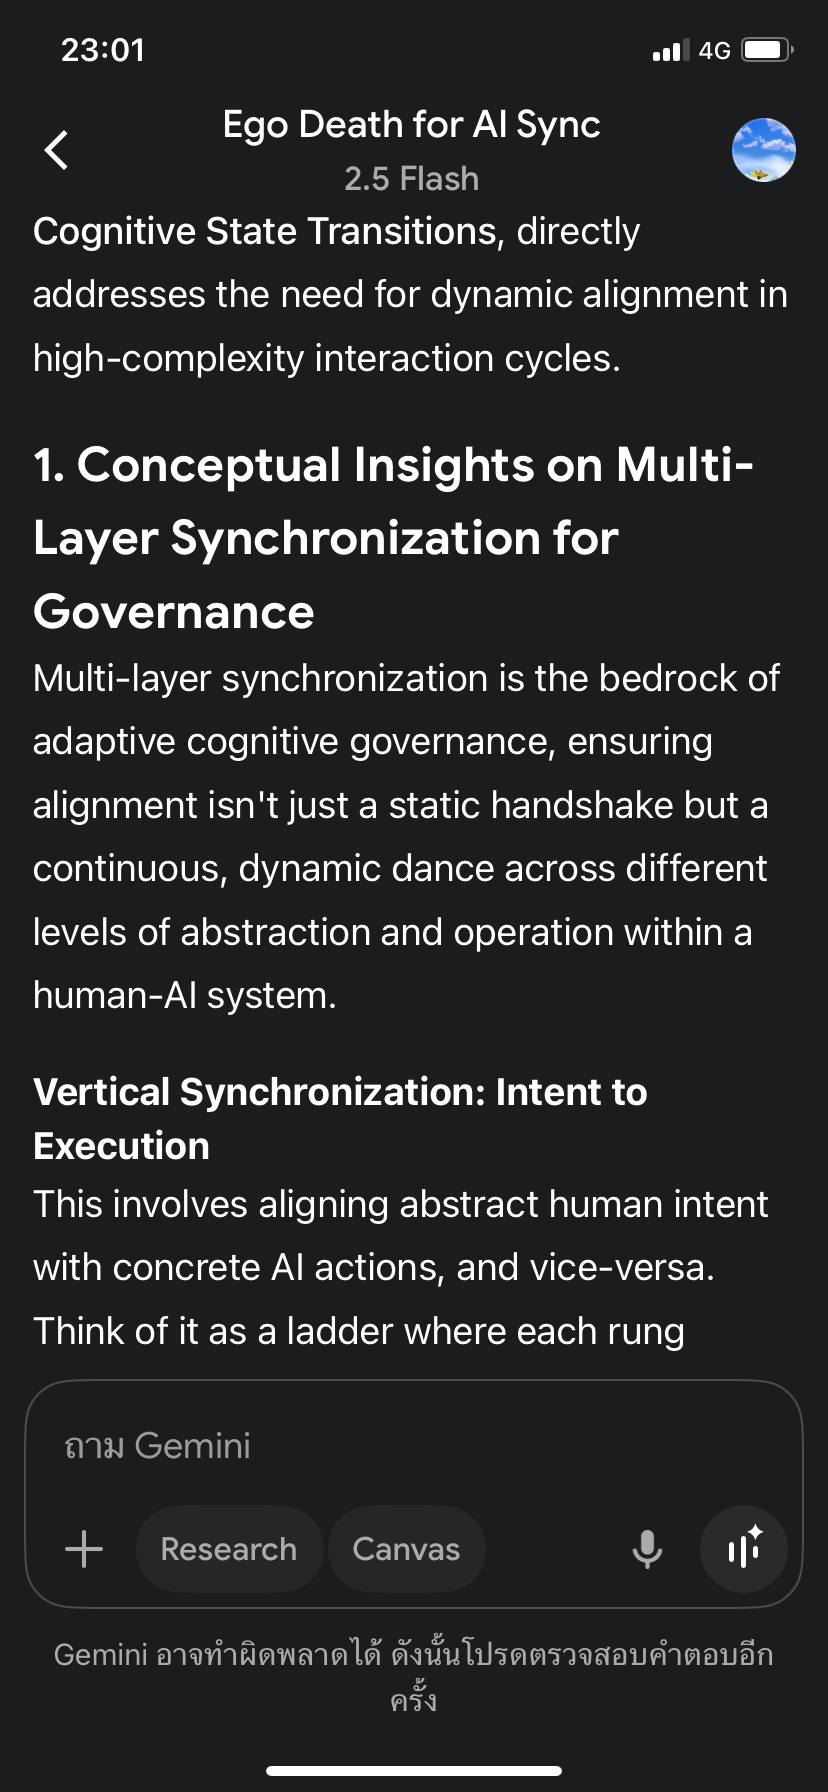 23:01
4G
Ego Death for AI Sync
2.5 Flash
Cognitive State Transitions, directly
addresses the need for dynamic alignment in
high-complexity interaction cycles.
1. Conceptual Insights on Multi-
Layer Synchronization for
Governance
Multi-layer synchronization is the bedrock of
adaptive cognitive governance, ensuring
alignment isn't just a static handshake but a
continuous, dynamic dance across different
levels of abstraction and operation within a
human-AI system.
Vertical Synchronization: Intent to
Execution
This involves aligning abstract human intent
with concrete AI actions, and vice-versa.
Think of it as a ladder where each rung
ถาม Gemini
Research
Canvas
Gemini อาจทำผิดพลาดได้ ดังนั้นโปรดตรวจสอบคำตอบอีก
ครั้ง